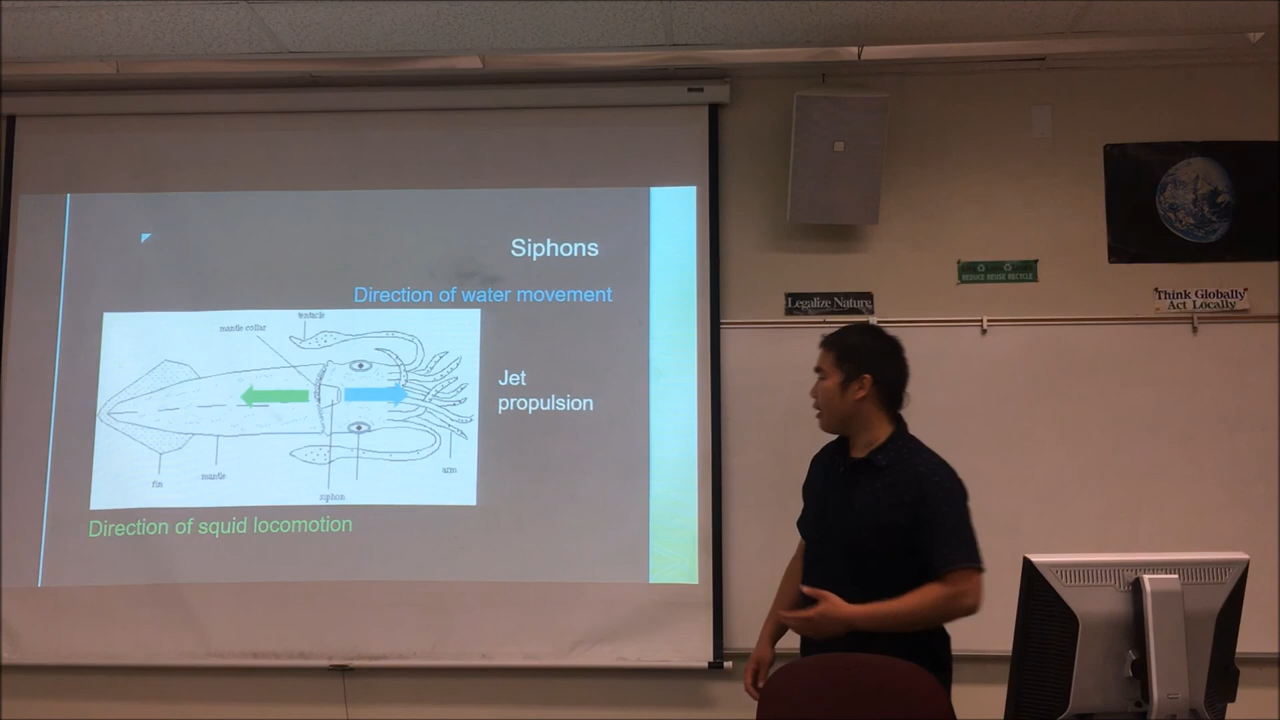 Siphons
Direction of water movement
tentacle
mantle collar
Jet
propulsion
fin
mantle
siphon
arm
Direction of squid locomotion
REDUCE REUSE RECYCLE
Legalize Nature
Think Globally
Act Locally